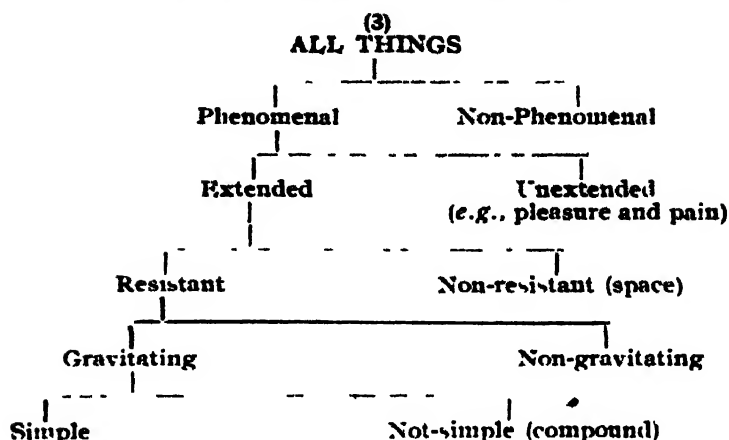 (3)
ALL THINGS
Phenomenal Non-Phenomenal
Extended Unextended
(e.g., pleasure and pain)
Resistant Non-resistant (space)
Gravitating Non-gravitating
Simple Not-simple (compound)